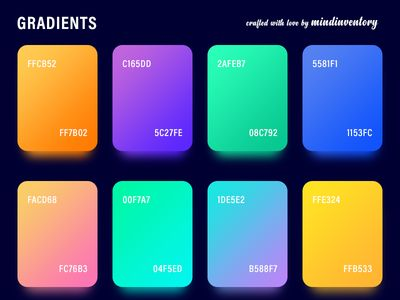 GRADIENTS
crafted with love by mindinventory
FFCB52
FF7B02
C165DD
5C27FE
2AFEB7
08C792
5581F1
1153FC
FACD68
FC76B3
00F7A7
04F5ED
1DE5E2
B588F7
FFE324
FFB533